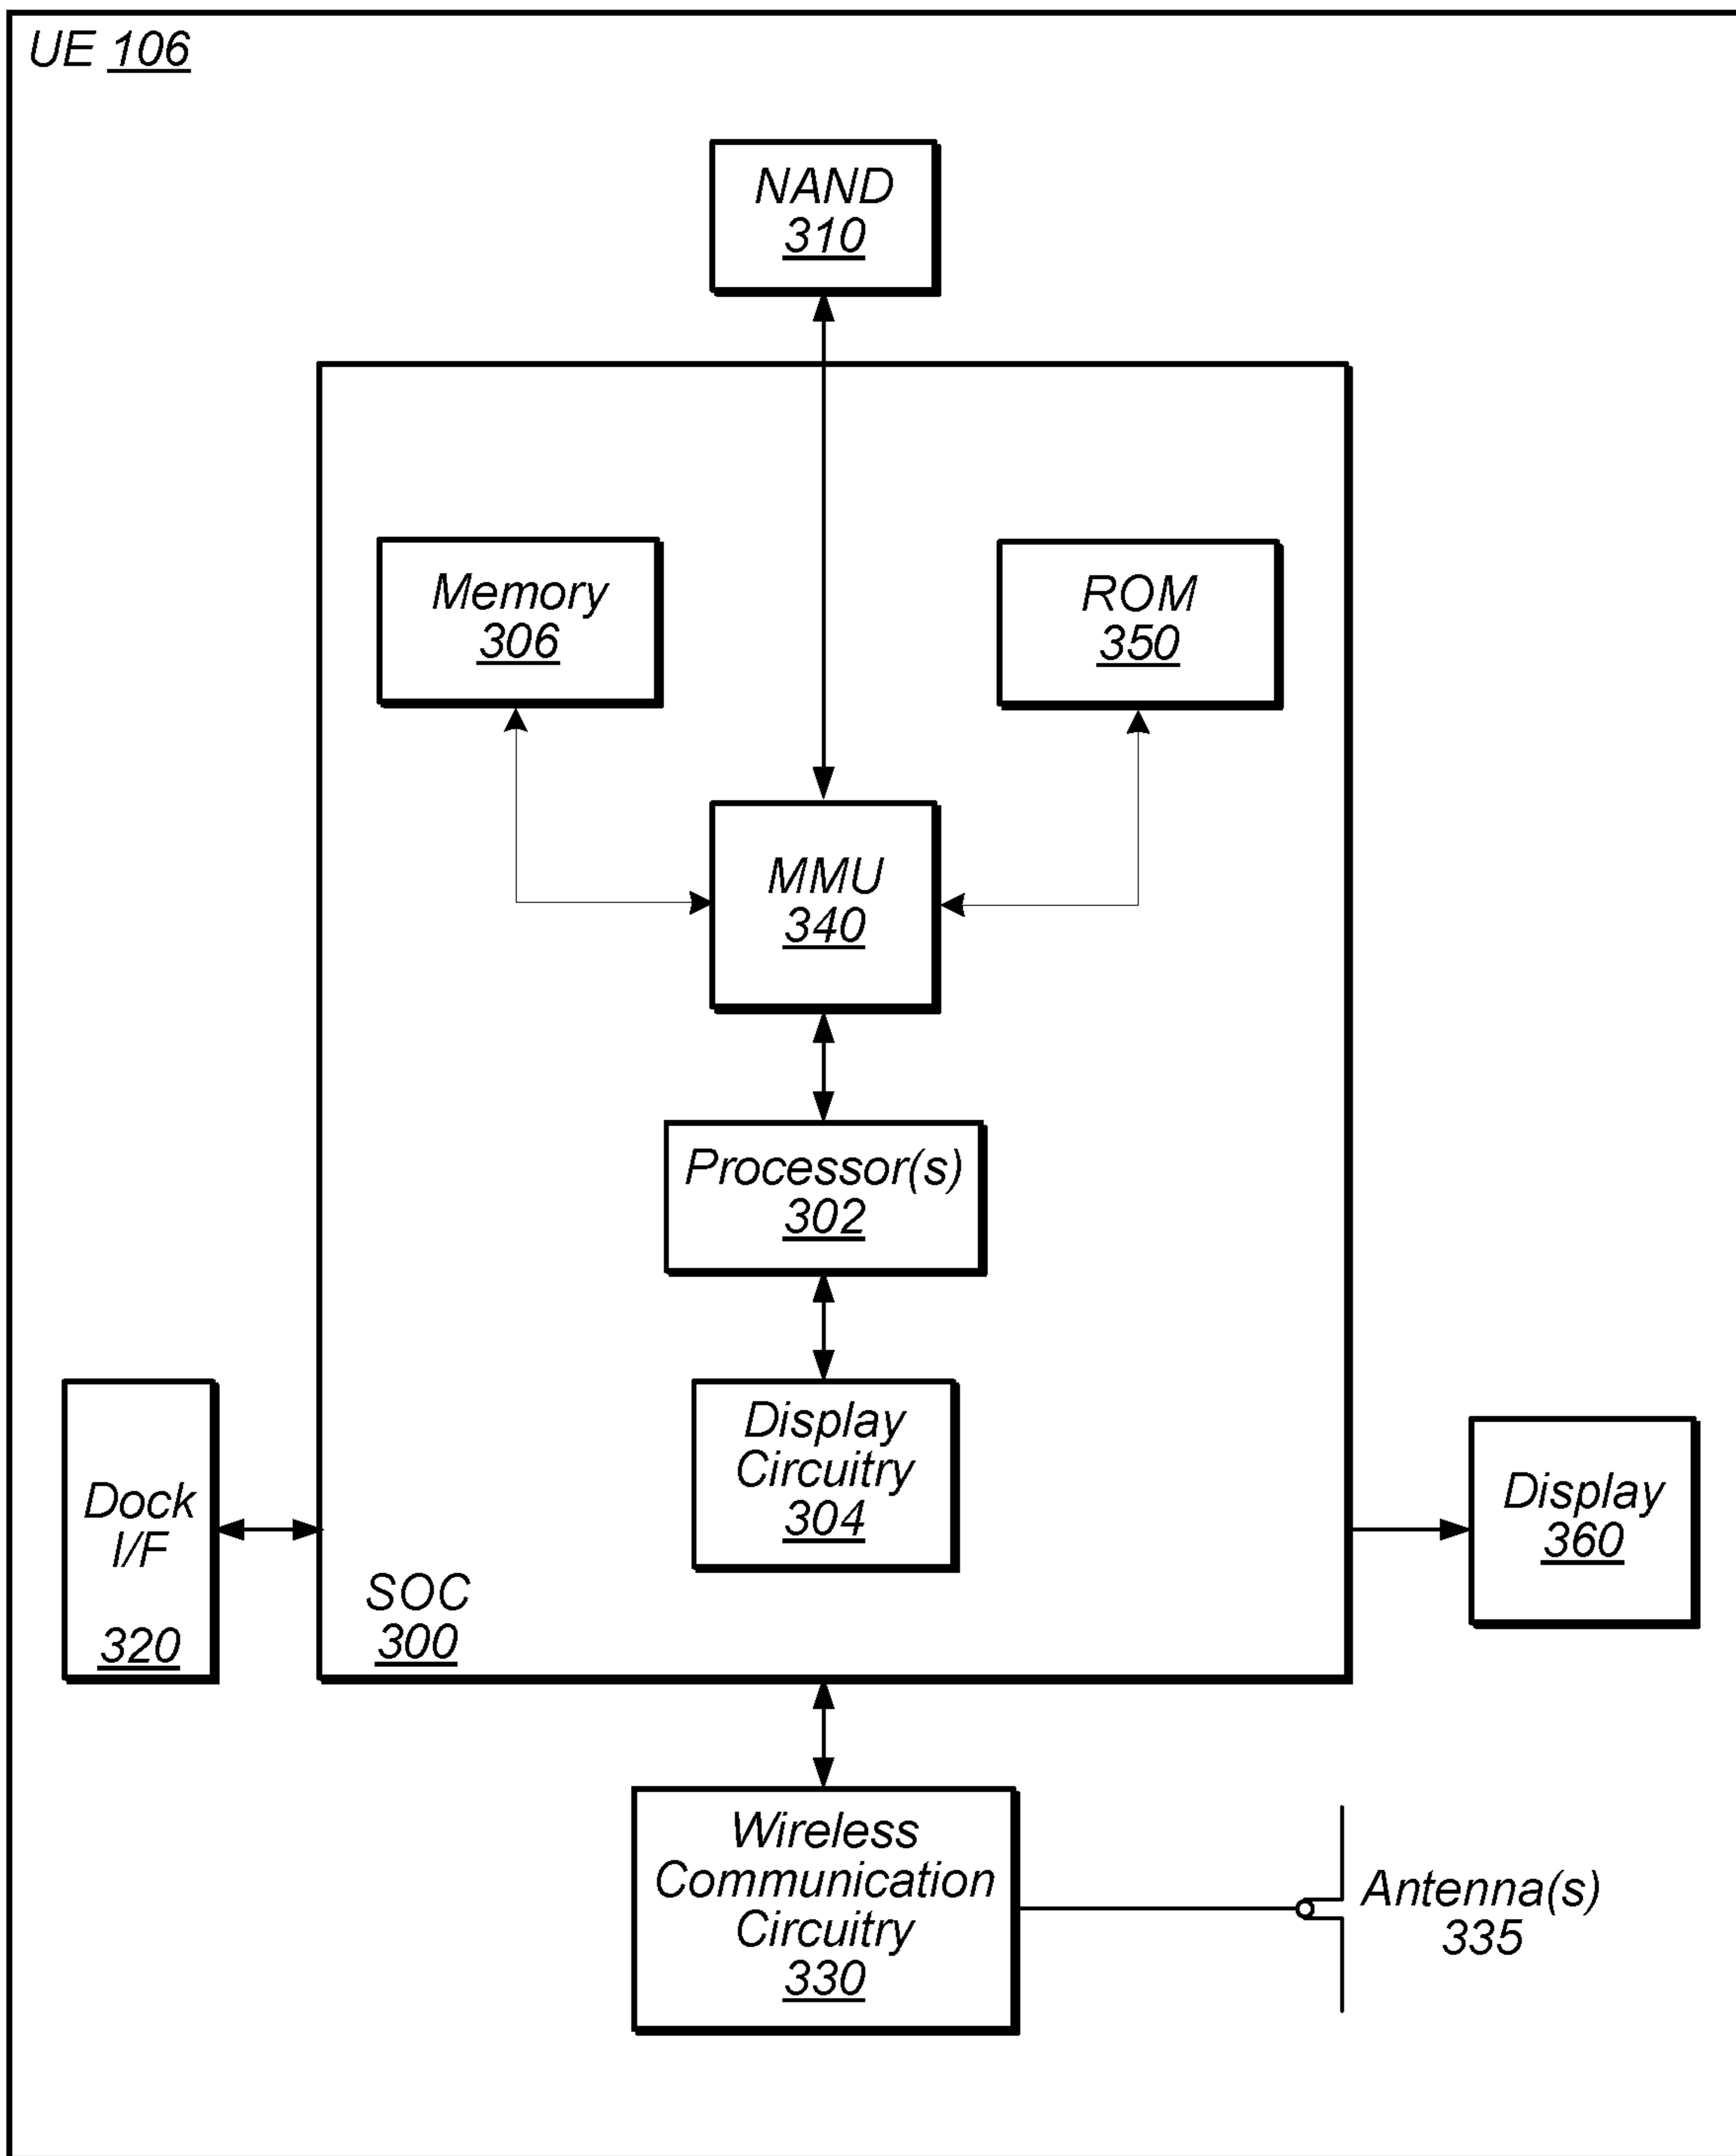 UE 106
NAND
310
Memory
306
ROM
350
MMU
340
Processor(s)
302
Display
Circuitry
304
Dock
I/F
320
SOC
300
Display
360
Wireless
Communication
Circuitry
330
Antenna(s)
335